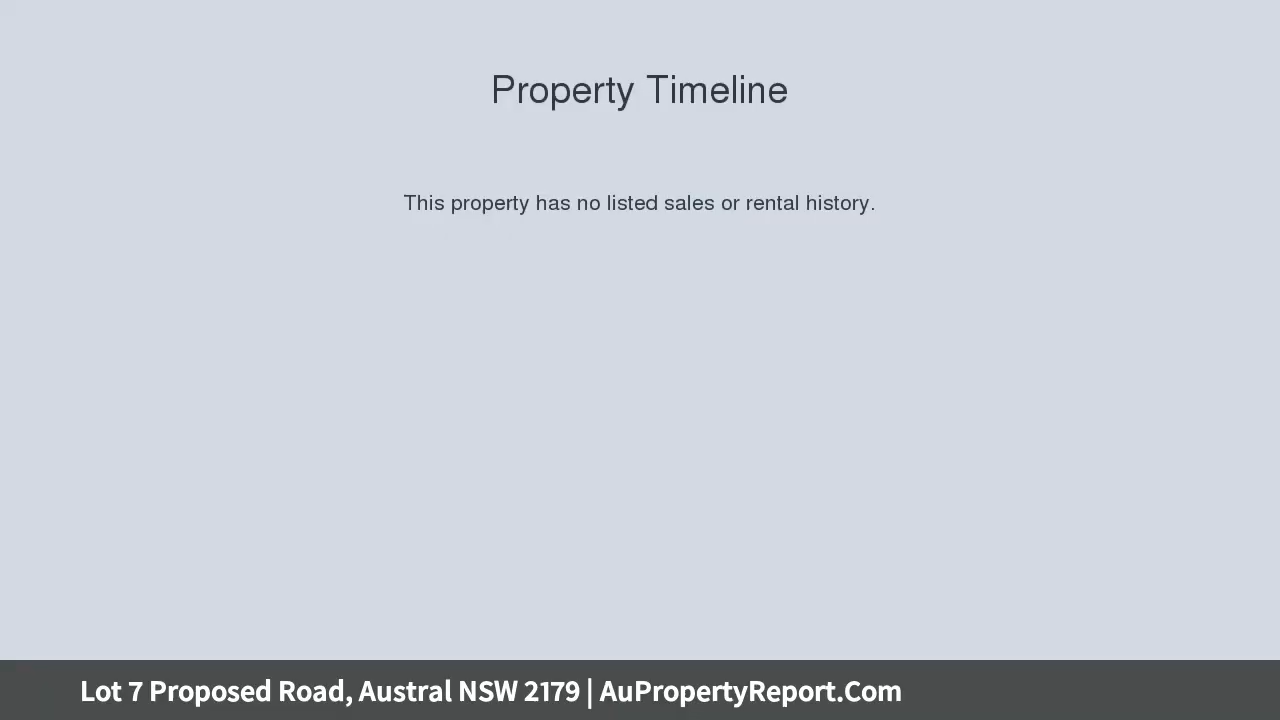 Property Timeline
This property has no listed sales or rental history.
Lot 7 Proposed Road, Austral NSW 2179 | AuPropertyReport.Com